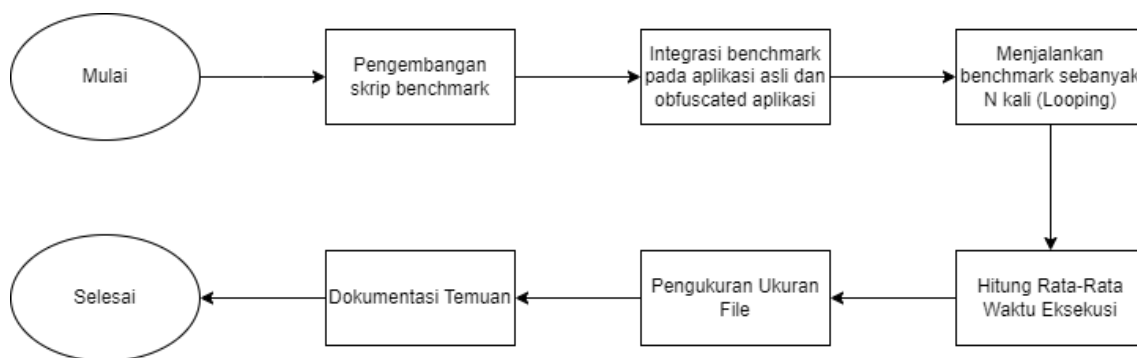 Mulai
Pengembangan
skrip benchmark
Integrasi benchmark
pada aplikasi asli dan
obfuscated aplikasi
Menjalankan
benchmark sebanyak
N kali (Looping)
Hitung Rata-Rata
Waktu Eksekusi
Pengukuran Ukuran
File
Dokumentasi Temuan
Selesai